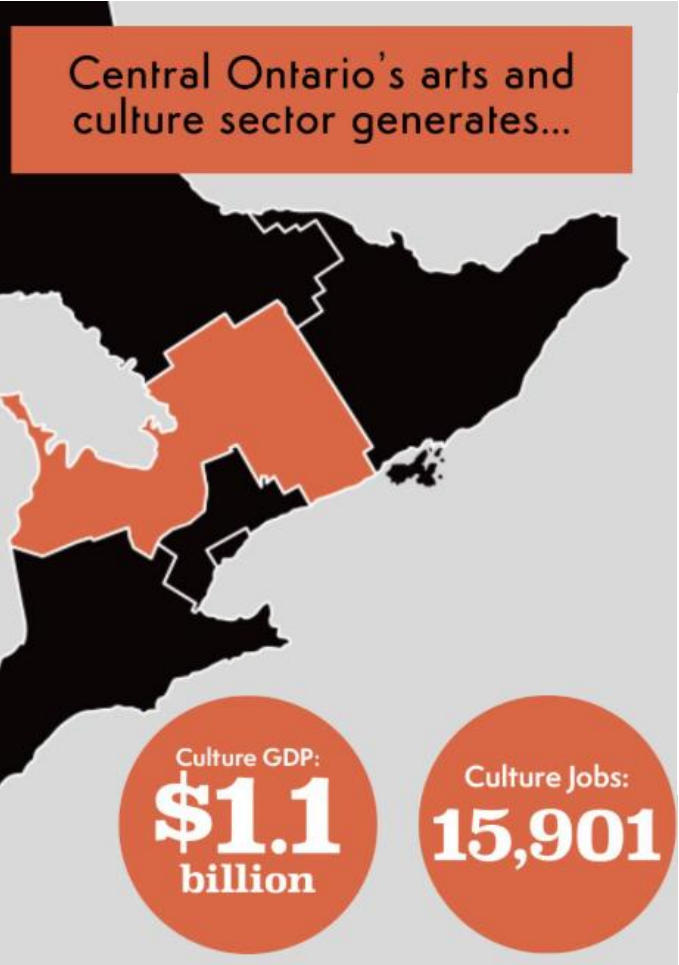 Central Ontario's arts and
culture sector generates...
Culture GDP:
$1.1
billion
Culture Jobs:
15,901